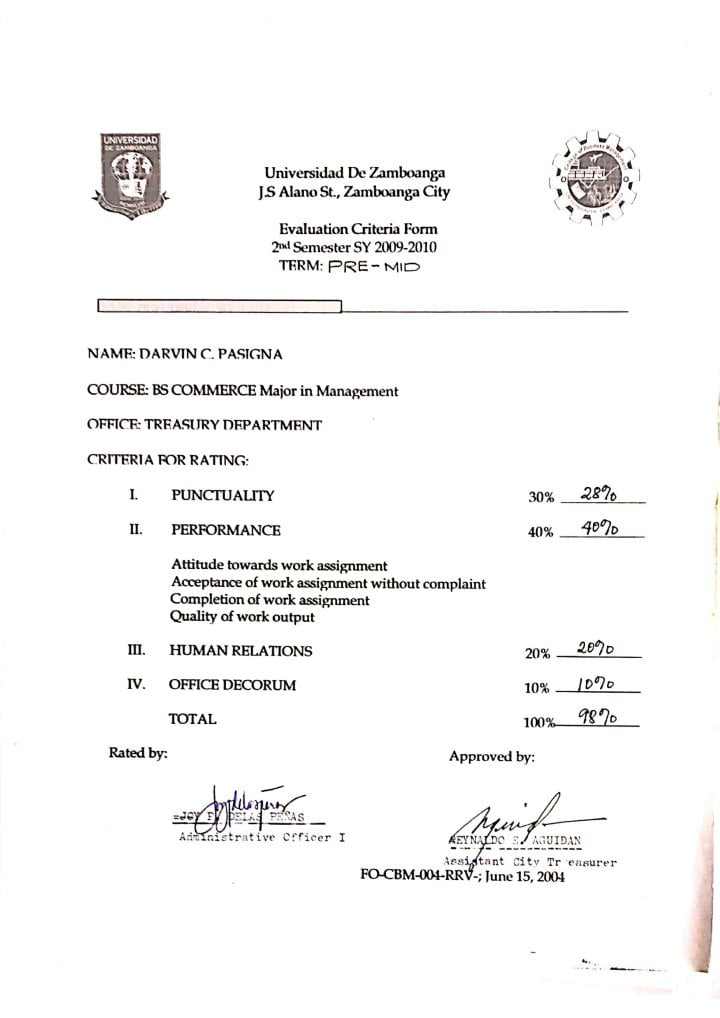 UNIVERSIDAD
DE ZAMBOANGA
Universidad De Zamboanga
J.S Alano St., Zamboanga City
Evaluation Criteria Form
2nd Semester SY 2009-2010
TERM: PRE-MID
NAME: DARVIN C. PASIGNA
COURSE: BS COMMERCE Major in Management
OFFICE: TREASURY DEPARTMENT
CRITERIA FOR RATING:
I. PUNCTUALITY 30% 28%
II. PERFORMANCE 40% 40%
Attitude towards work assignment
Acceptance of work assignment without complaint
Completion of work assignment
Quality of work output
III. HUMAN RELATIONS 20% 20%
IV. OFFICE DECORUM 10% 10%
TOTAL 100% 98%
Rated by: Approved by:
JOY P. DELAS PEÑAS
Administrative Officer I
REYNALDO S. AGUIDAN
Assistant City Treasurer
FO-CBM-004-RRV-; June 15, 2004